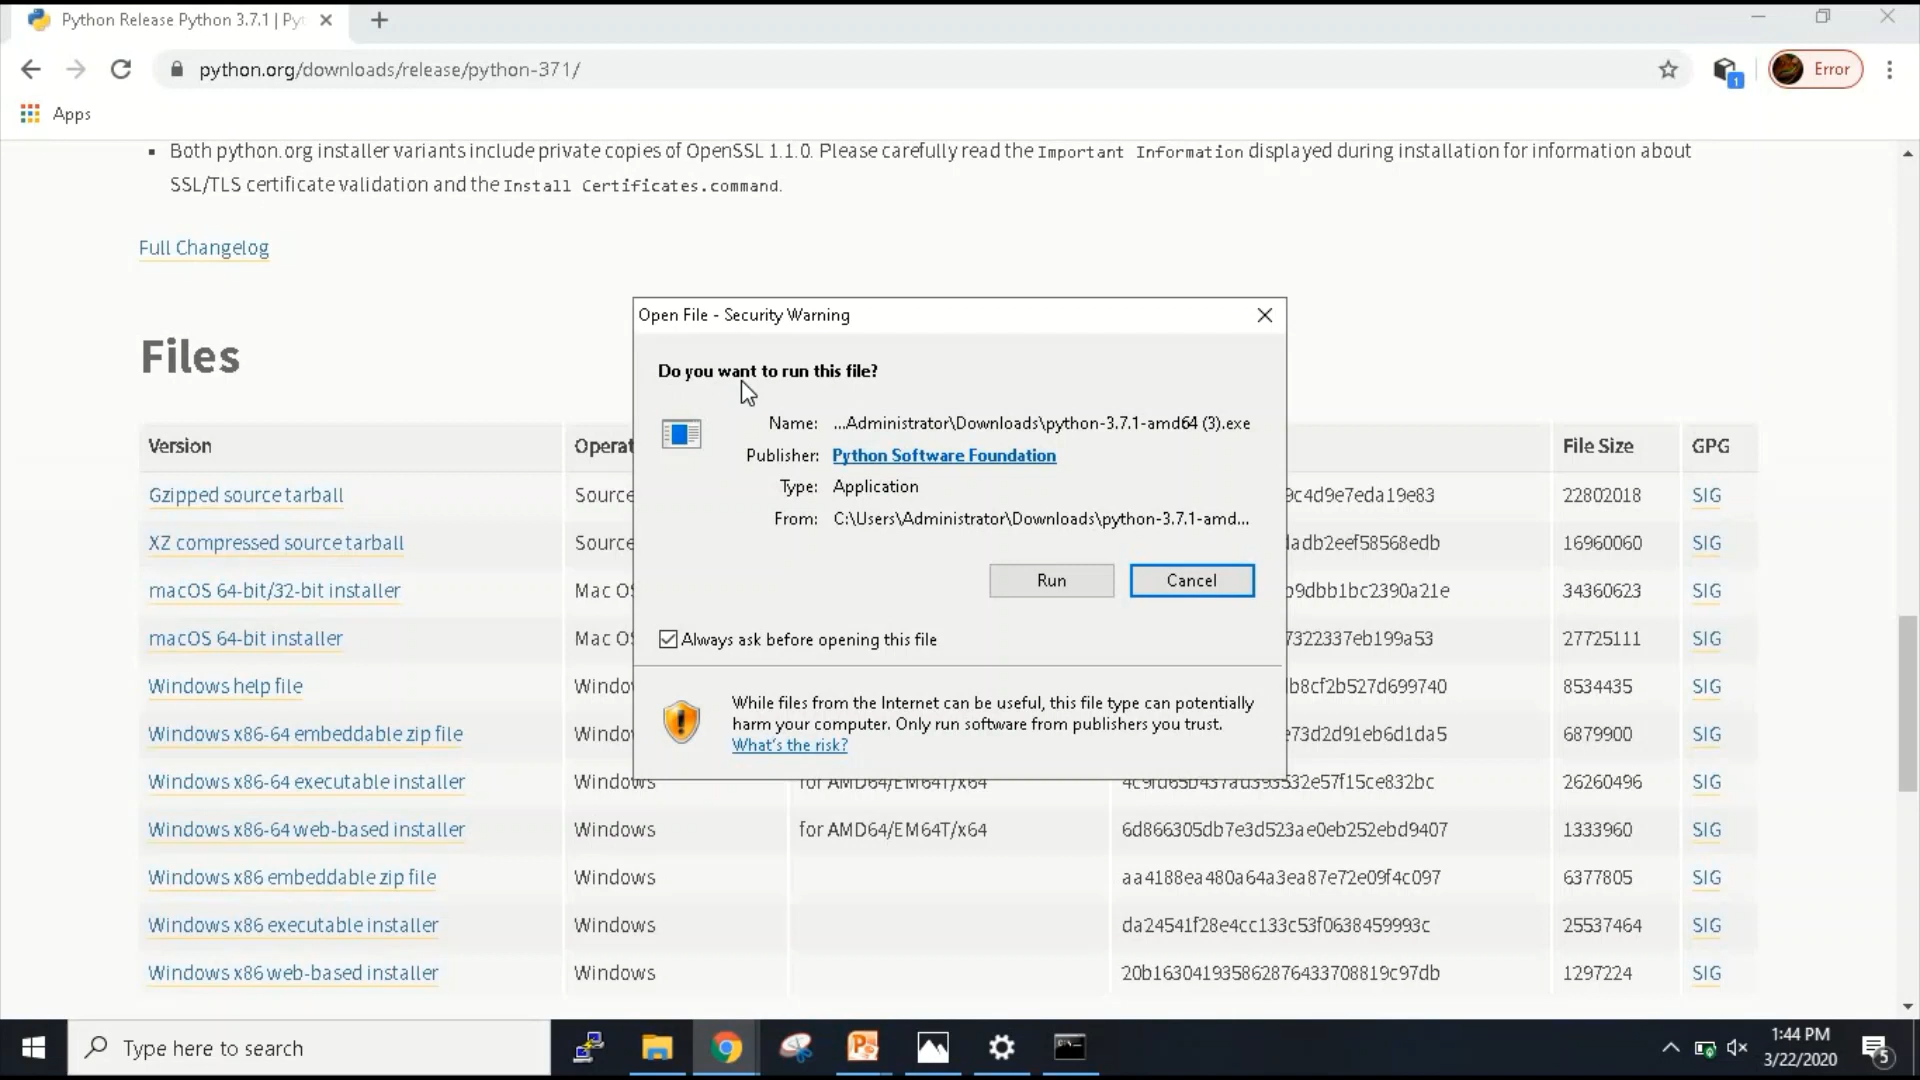 Python Release Python 3.7.1 | Pyt
python.org/downloads/release/python-371/
Error
1
Apps
Both python.org installer variants include private copies of OpenSSL 1.1.0. Please carefully read the Important Information displayed during installation for information about
SSL/TLS certificate validation and the Install Certificates.command.
Full Changelog
Files
Open File - Security Warning
Do you want to run this file?
Name: ...Administrator\Downloads\python-3.7.1-amd64 (3).exe
Publisher: Python Software Foundation
Type: Application
From: C:\Users\Administrator\Downloads\python-3.7.1-amd...
Run Cancel
Always ask before opening this file
While files from the Internet can be useful, this file type can potentially
harm your computer. Only run software from publishers you trust.
What's the risk?
Version Operat File Size GPG
Gzipped source tarball Source 9c4d9e7eda19e83 22802018 SIG
XZ compressed source tarball Source adb2eef58568edb 16960060 SIG
macOS 64-bit/32-bit installer Mac OS 9dbb1bc2390a21e 34360623 SIG
macOS 64-bit installer Mac OS 7322337eb199a53 27725111 SIG
Windows help file Windo b8cf2b527d699740 8534435 SIG
Windows x86-64 embeddable zip file Windo 73d2d91eb6d1da5 6879900 SIG
Windows x86-64 executable installer Windows for AMD64/EM64T/x64 26260496 SIG
Windows x86-64 web-based installer Windows for AMD64/EM64T/x64 6d866305db7e3d523ae0eb252ebd9407 1333960 SIG
Windows x86 embeddable zip file Windows aa4188ea480a64a3ea87e72e09f4c097 6377805 SIG
Windows x86 executable installer Windows da24541f28e4cc133c53f0638459993c 25537464 SIG
Windows x86 web-based installer Windows 20b163041935862876433708819c97db 1297224 SIG
Type here to search
1:44 PM
3/22/2020
5